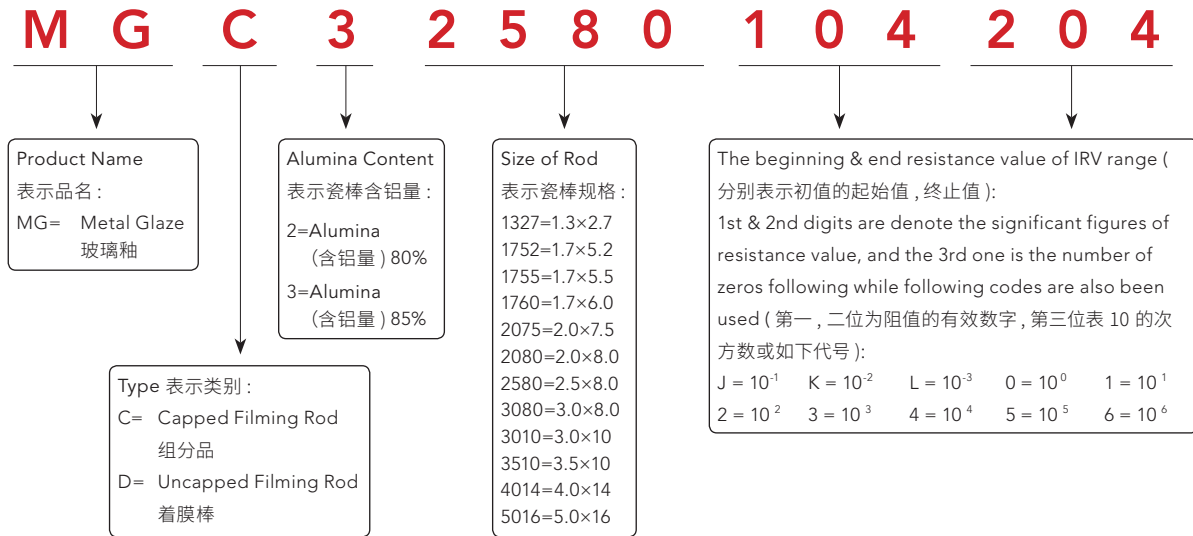 M G C 3 2 5 8 0 1 0 4 2 0 4
Product Name
表示品名 :
MG= Metal Glaze
玻璃釉
Alumina Content
表示瓷棒含铝量 :
2=Alumina
(含铝量 ) 80%
3=Alumina
(含铝量 ) 85%
Size of Rod
表示瓷棒规格 :
1327=1.3×2.7
1752=1.7×5.2
1755=1.7×5.5
1760=1.7×6.0
2075=2.0×7.5
2080=2.0×8.0
2580=2.5×8.0
3080=3.0×8.0
3010=3.0×10
3510=3.5×10
4014=4.0×14
5016=5.0×16
The beginning & end resistance value of IRV range (
分别表示初值的起始值 , 终止值 ):
1st & 2nd digits are denote the significant figures of
resistance value, and the 3rd one is the number of
zeros following while following codes are also been
used ( 第一 , 二位为阻值的有效数字 , 第三位表 10 的次
方数或如下代号 ):
J = 10⁻¹ K = 10⁻² L = 10⁻³ 0 = 10⁰ 1 = 10¹
2 = 10² 3 = 10³ 4 = 10⁴ 5 = 10⁵ 6 = 10⁶
Type 表示类别 :
C= Capped Filming Rod
组分品
D= Uncapped Filming Rod
着膜棒